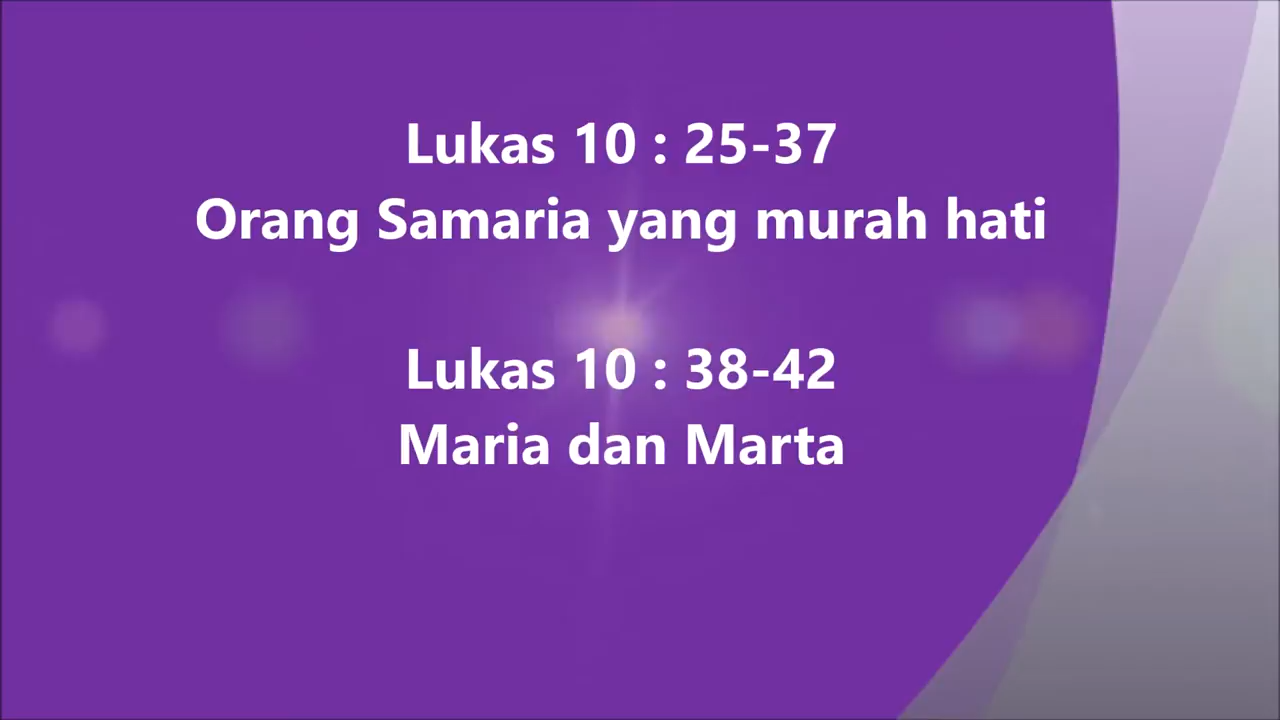 Lukas 10 : 25-37
Orang Samaria yang murah hati
Lukas 10 : 38-42
Maria dan Marta